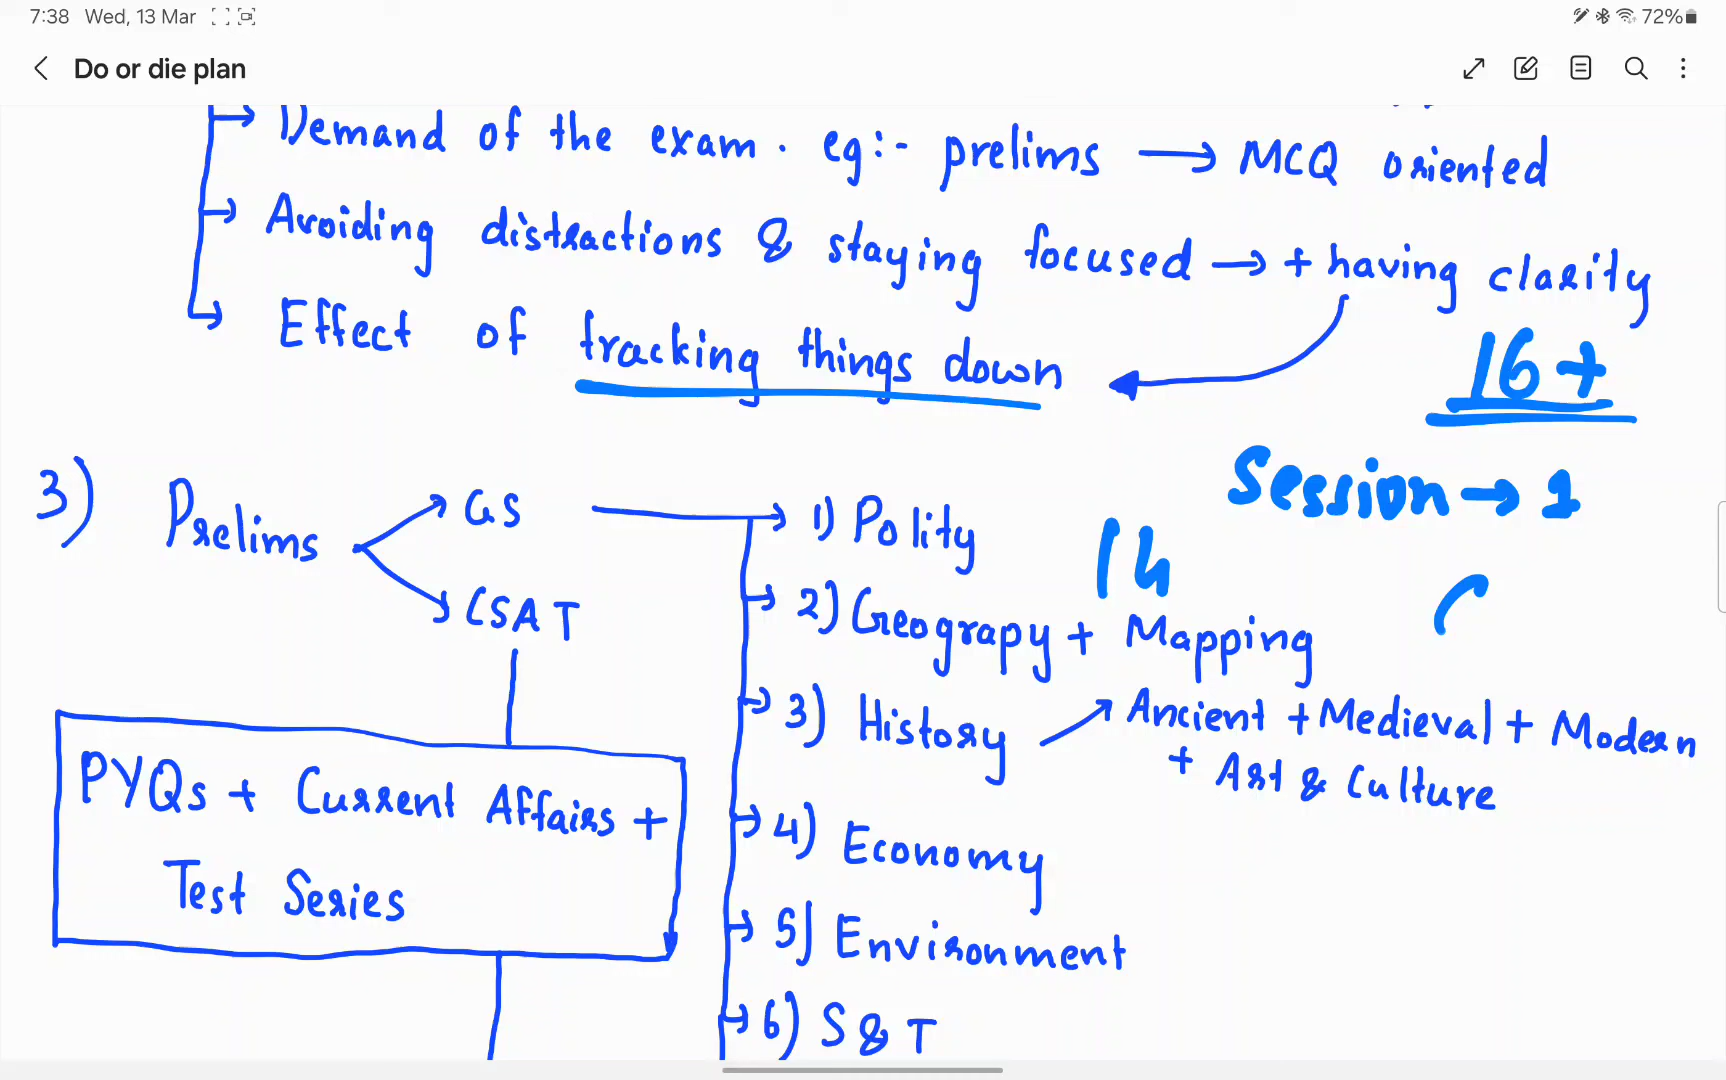 7:38 Wed, 13 Mar
72%
Do or die plan
Demand of the exam. eg:- prelims → MCQ oriented
Avoiding distractions & staying focused → + having clarity
Effect of tracking things down
16+
Session → 1
3) Prelims
GS
CSAT
1) Polity
14
2) Geograpy + Mapping
3) History
Ancient + Medieval + Modern
+ Art & Culture
PYQs + Current Affairs +
Test Series
4) Economy
5) Environment
6) S & T